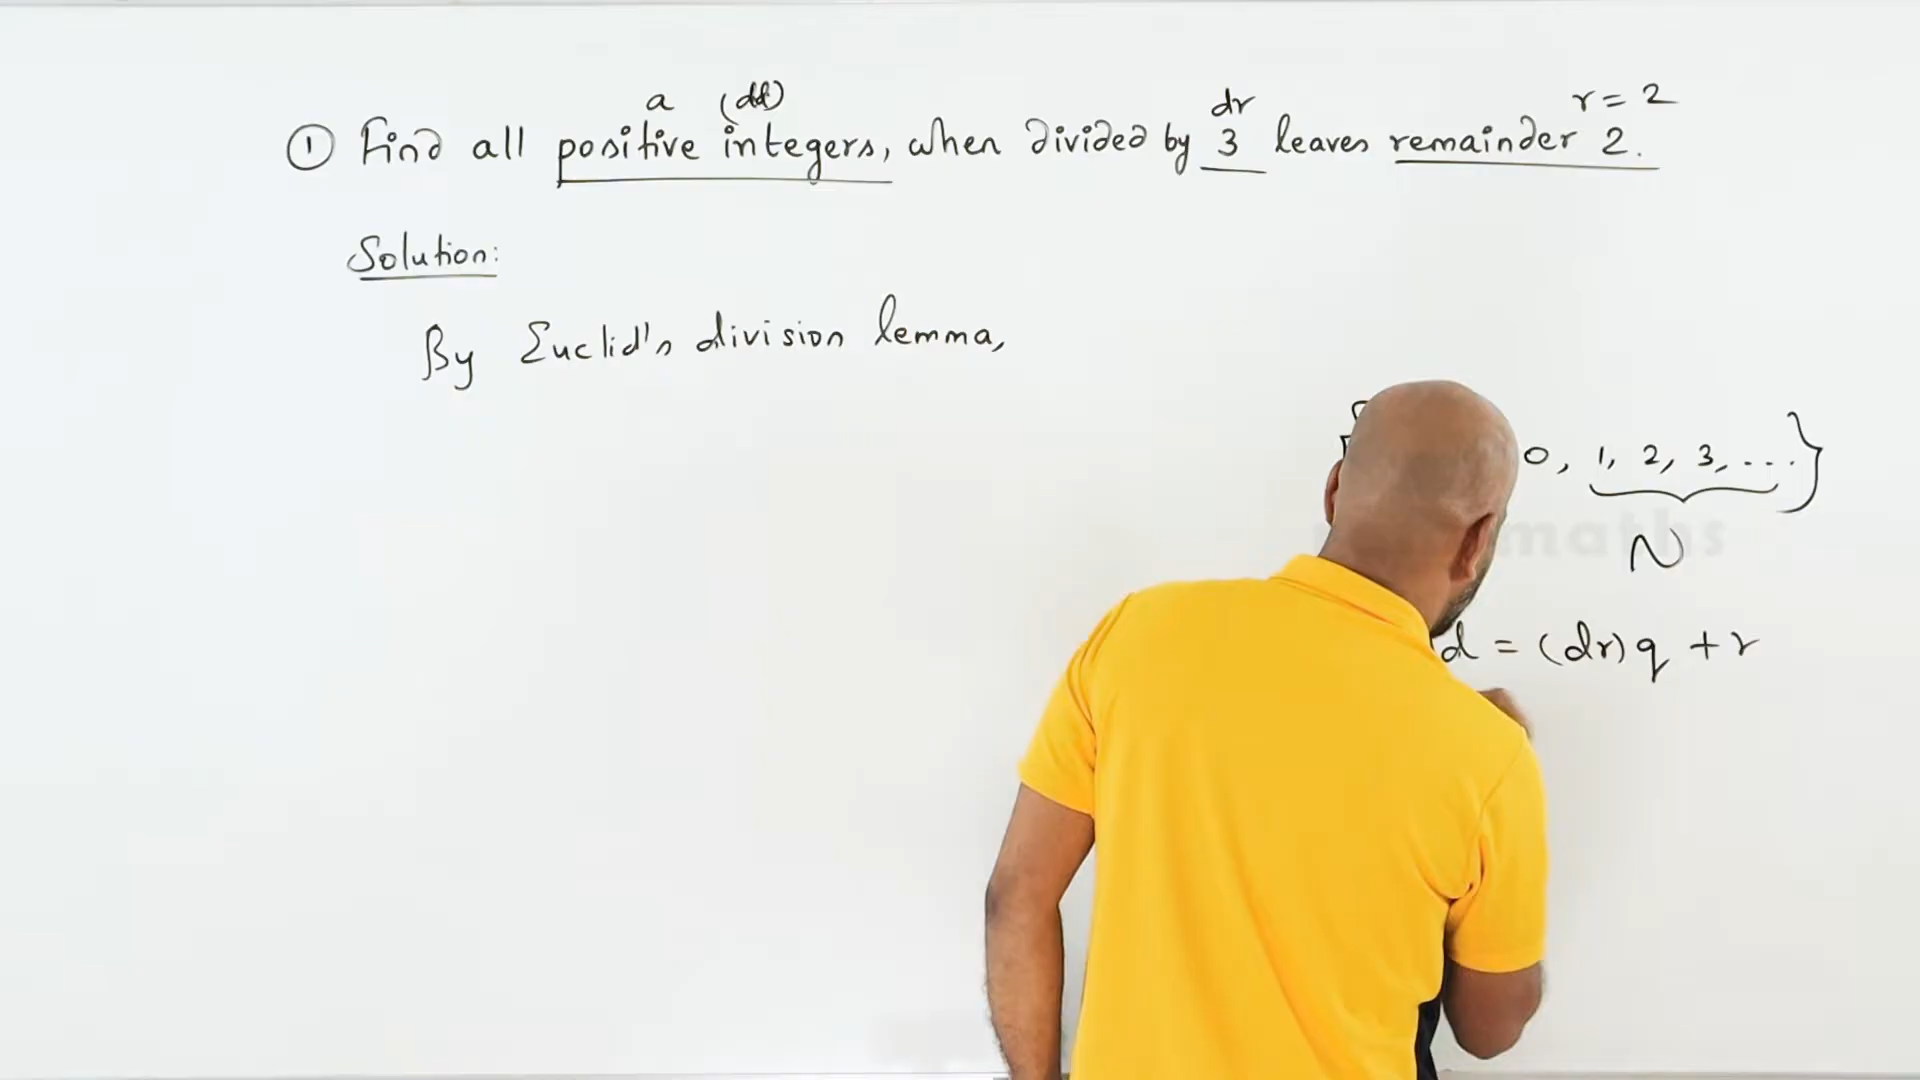 a (dd) dr r = 2
① Find all positive integers, when divided by 3 leaves remainder 2.
Solution:
By Euclid's division lemma,
0, 1, 2, 3, ...}
N
maths
d = (dr) q + r